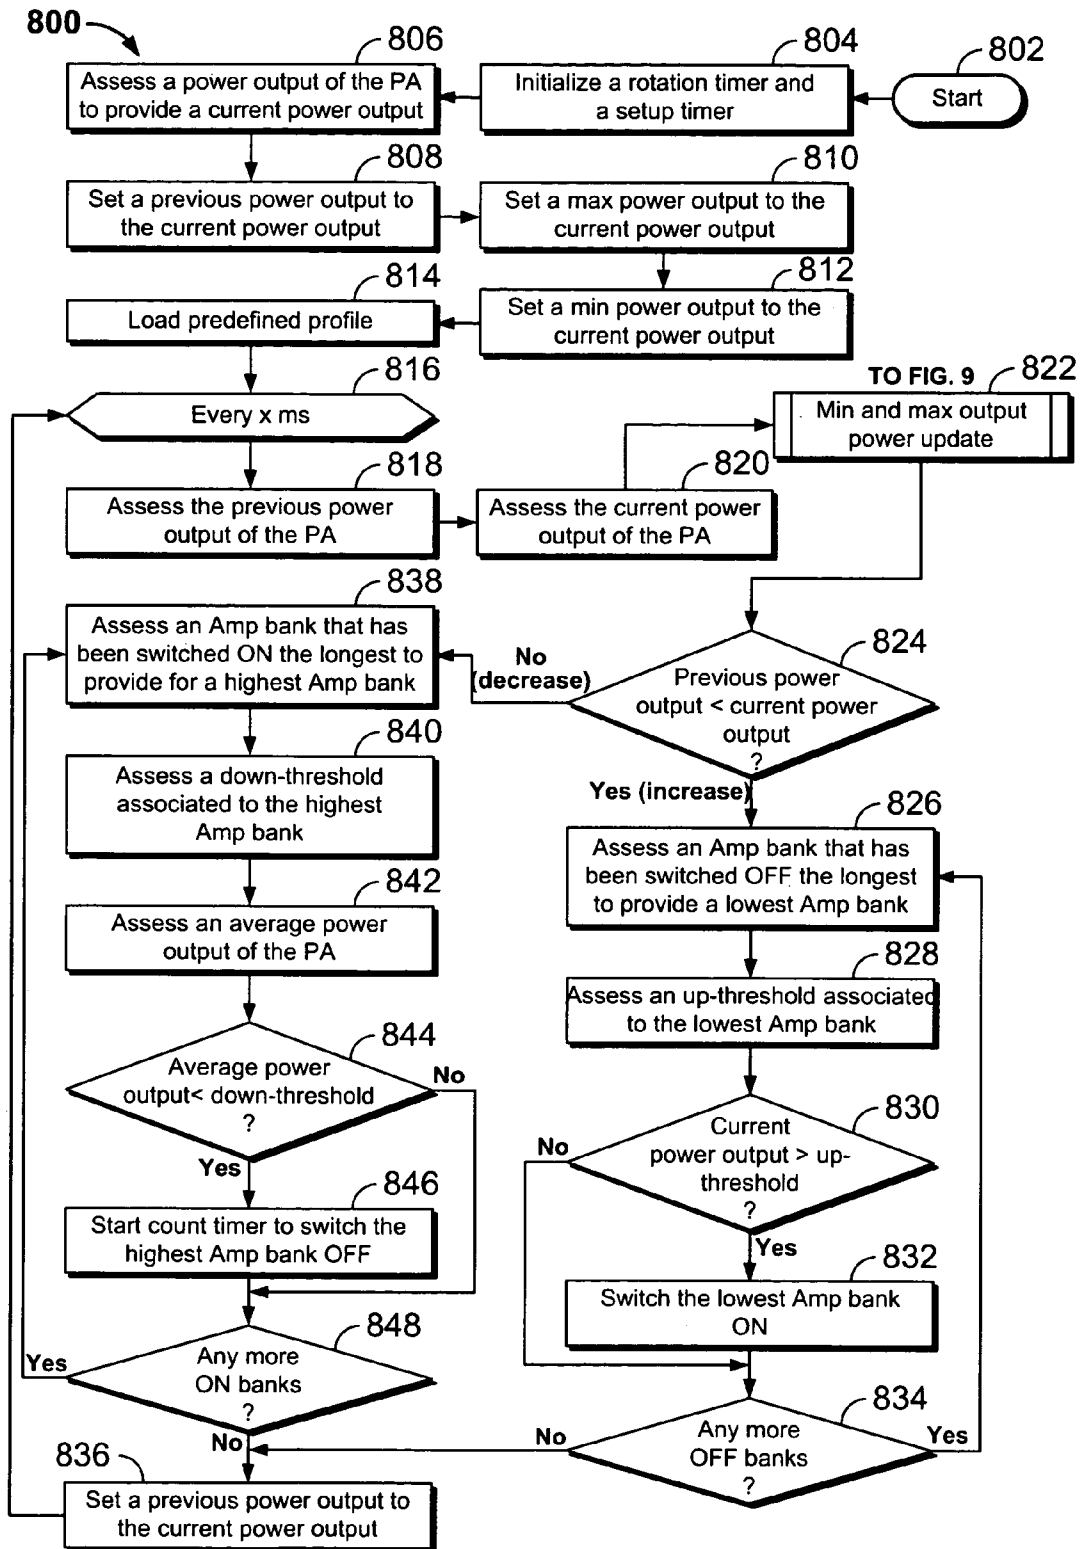 800
802
Start
804
Initialize a rotation timer and
a setup timer
806
Assess a power output of the PA
to provide a current power output
808
Set a previous power output to
the current power output
810
Set a max power output to the
current power output
812
Set a min power output to the
current power output
814
Load predefined profile
816
Every x ms
818
Assess the previous power
output of the PA
820
Assess the current power
output of the PA
TO FIG. 9
822
Min and max output
power update
824
Previous power
output < current power
output
?
No
(decrease)
Yes (increase)
826
Assess an Amp bank that has
been switched OFF the longest
to provide a lowest Amp bank
828
Assess an up-threshold associated
to the lowest Amp bank
830
Current
power output > up-
threshold
?
No
Yes
832
Switch the lowest Amp bank
ON
834
Any more
OFF banks
?
No
Yes
838
Assess an Amp bank that has
been switched ON the longest to
provide for a highest Amp bank
840
Assess a down-threshold
associated to the highest
Amp bank
842
Assess an average power
output of the PA
844
Average power
output< down-threshold
?
No
Yes
846
Start count timer to switch the
highest Amp bank OFF
848
Any more
ON banks
?
Yes
No
836
Set a previous power output to
the current power output